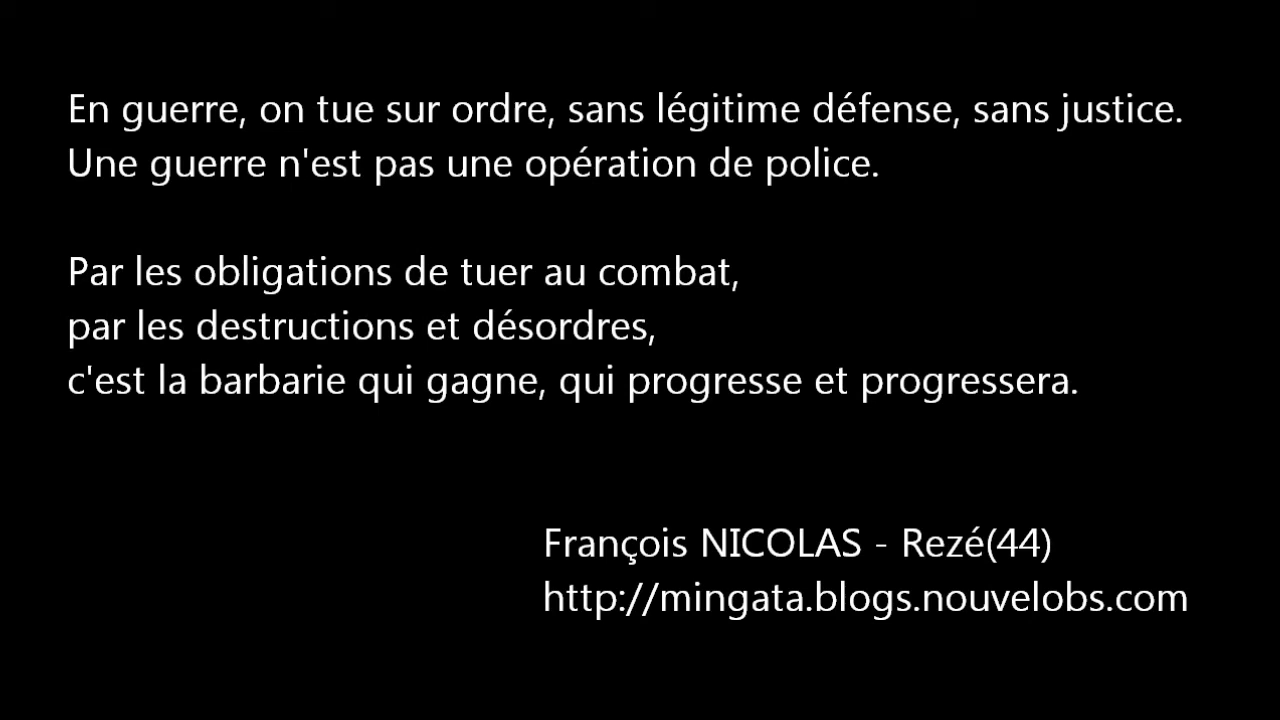 En guerre, on tue sur ordre, sans légitime défense, sans justice.
Une guerre n'est pas une opération de police.
Par les obligations de tuer au combat,
par les destructions et désordres,
c'est la barbarie qui gagne, qui progresse et progressera.
François NICOLAS - Rezé(44)
http://mingata.blogs.nouvelobs.com